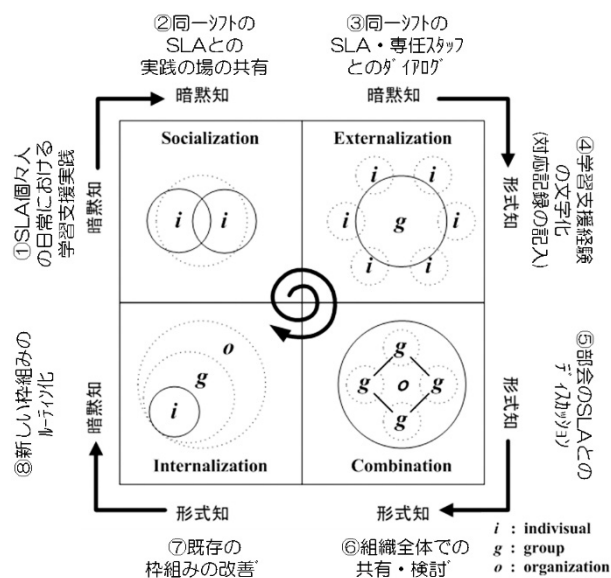 ②同一シフトの
SLAとの
実践の場の共有
暗黙知
③同一シフトの
SLA・専任スタッフ
とのダイアログ
暗黙知
①SLA個々人
の日常における
学習支援実践
暗黙知
Socialization
i
i
Externalization
i
i
i
g
i
i
i
形式知
④学習支援経験
の文字化
(対応記録の記入)
⑧新しい枠組みの
ルーティン化
暗黙知
o
g
i
Internalization
g
g
o
g
g
Combination
形式知
⑤部会のSLAとの
ディスカッション
形式知
⑦既存の
枠組みの改善
形式知
⑥組織全体での
共有・検討
i : indivisual
g : group
o : organization